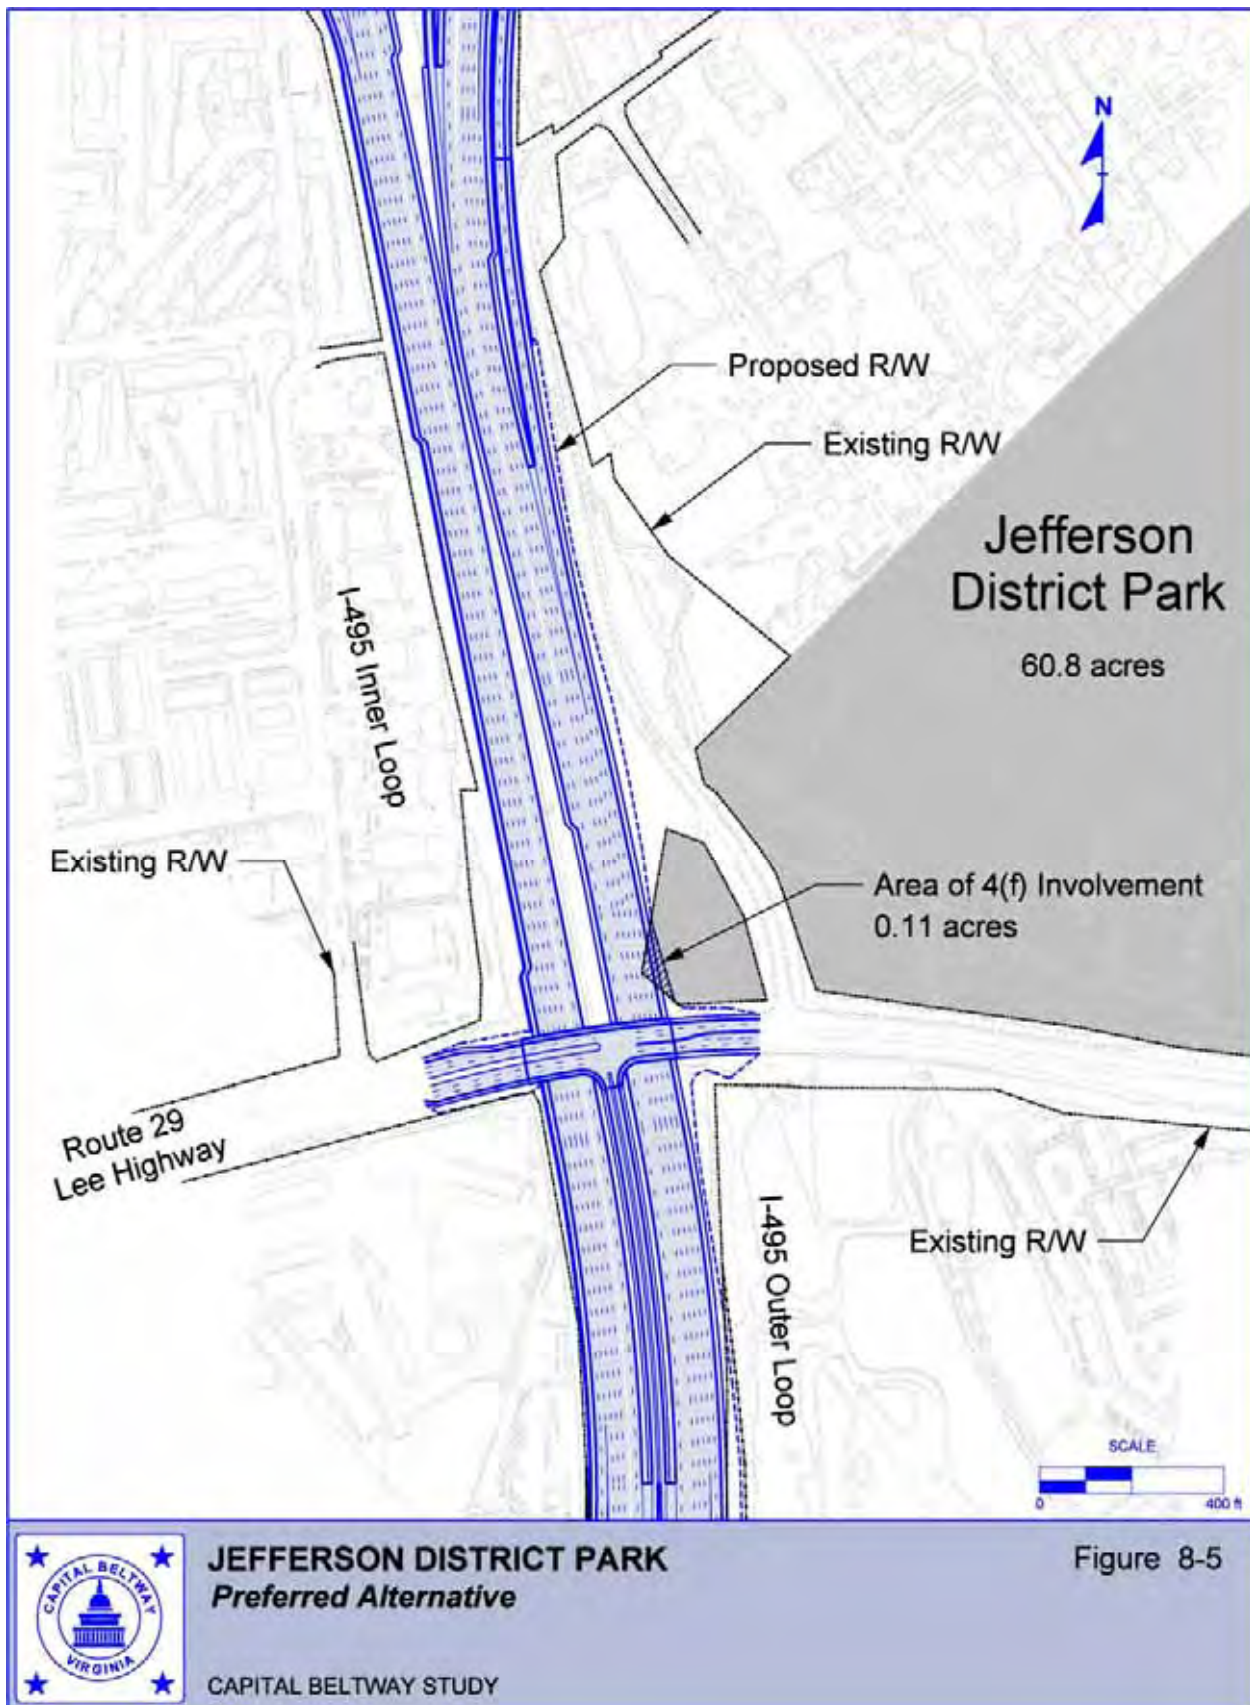 N
Proposed R/W
Existing R/W
Jefferson
District Park
60.8 acres
I-495 Inner Loop
Existing R/W
Area of 4(f) Involvement
0.11 acres
Route 29
Lee Highway
I-495 Outer Loop
Existing R/W
SCALE
0 400 ft
CAPITAL BELTWAY
VIRGINIA
JEFFERSON DISTRICT PARK
Preferred Alternative
CAPITAL BELTWAY STUDY
Figure 8-5